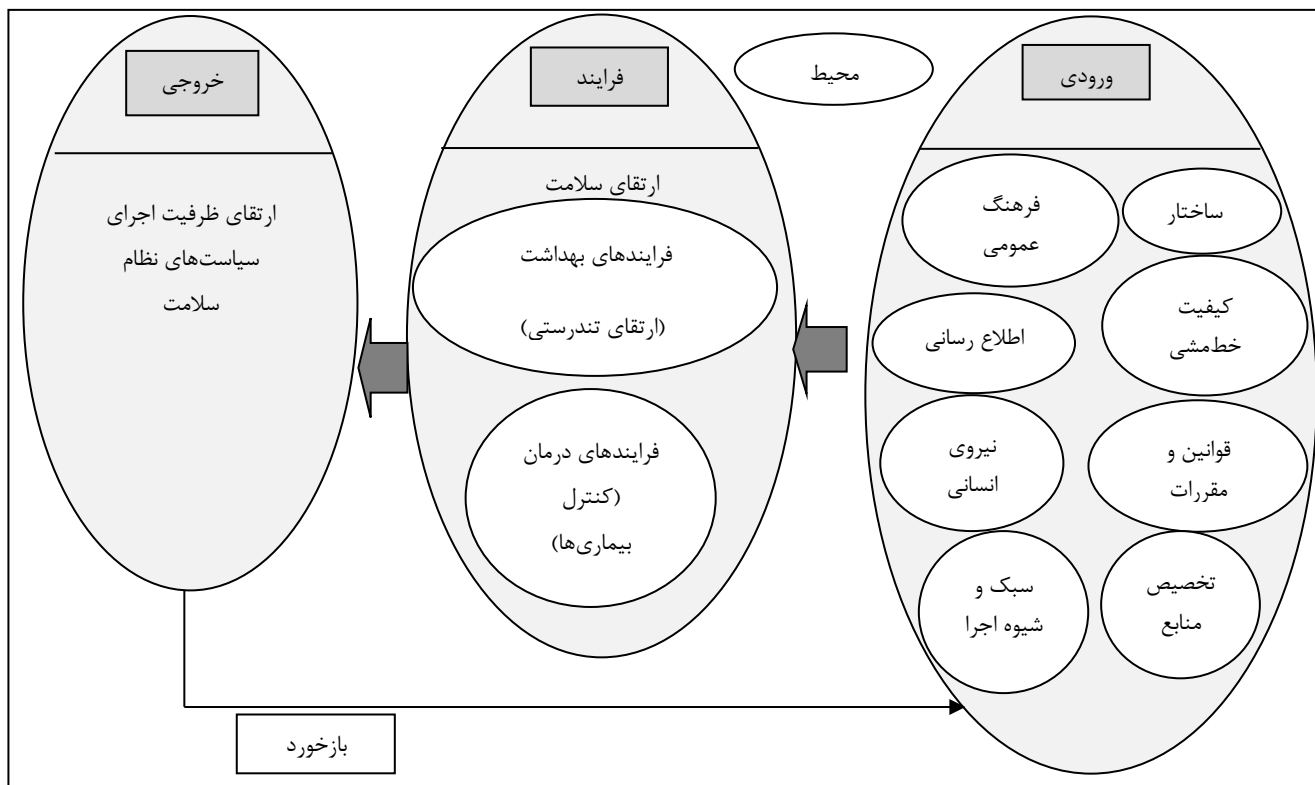 ورودی
ساختار
فرهنگ
عمومی
کیفیت
خط‌مشی
اطلاع رسانی
قوانین و
مقررات
نیروی
انسانی
تخصیص
منابع
سبک و
شیوه اجرا
محیط
فرایند
ارتقای سلامت
فرایندهای بهداشت
(ارتقای تندرستی)
فرایندهای درمان
(کنترل
بیماری‌ها)
خروجی
ارتقای ظرفیت اجرای
سیاست‌های نظام
سلامت
بازخورد